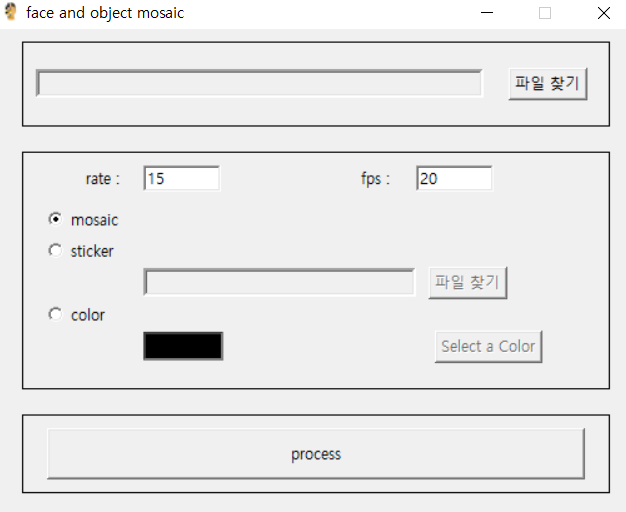 face and object mosaic
파일 찾기
rate : 15 fps : 20
mosaic
sticker
파일 찾기
color
Select a Color
process